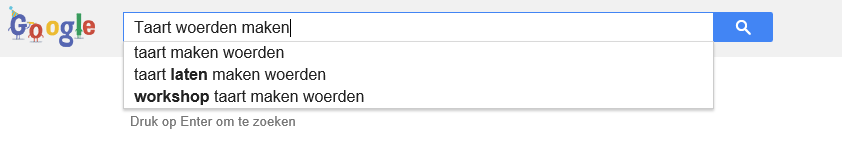 Google
Taart woerden maken
taart maken woerden
taart laten maken woerden
workshop taart maken woerden
Druk op Enter om te zoeken